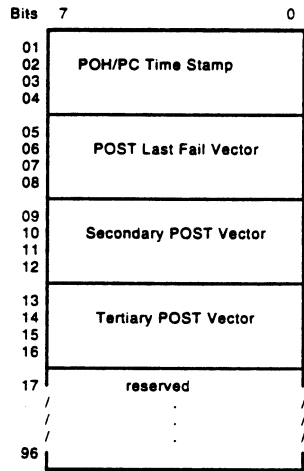 Bits 7 0
01
02 POH/PC Time Stamp
03
04
05
06 POST Last Fail Vector
07
08
09
10 Secondary POST Vector
11
12
13
14 Tertiary POST Vector
15
16
17 reserved
/ . /
/ . /
/ . /
96